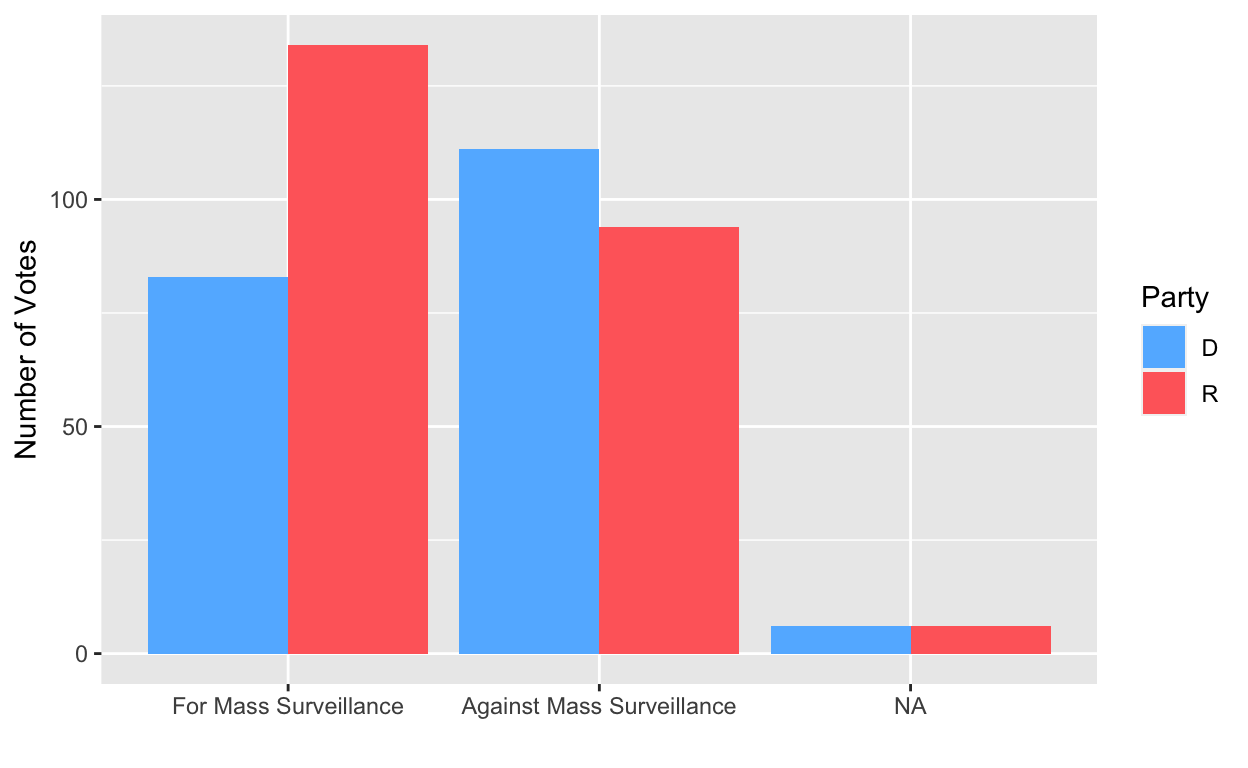 Number of Votes
100
50
0
For Mass Surveillance
Against Mass Surveillance
NA
Party
D
R